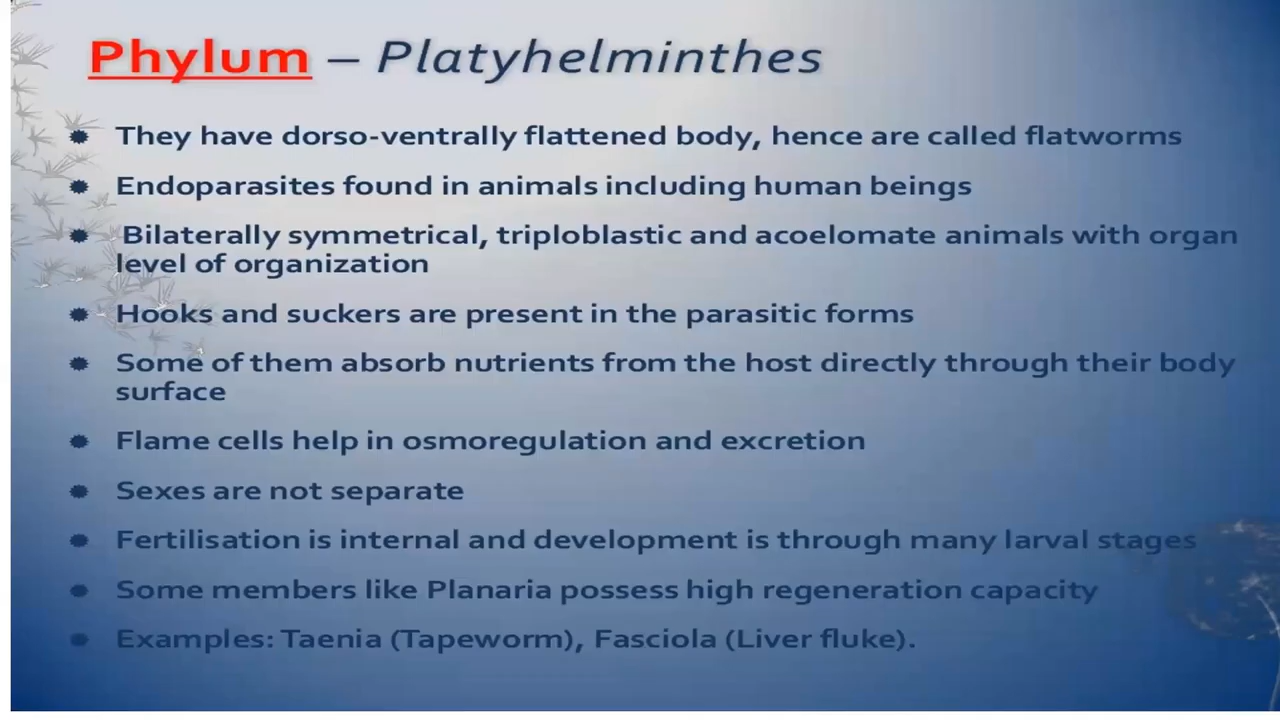 Phylum – Platyhelminthes
They have dorso-ventrally flattened body, hence are called flatworms
Endoparasites found in animals including human beings
Bilaterally symmetrical, triploblastic and acoelomate animals with organ
level of organization
Hooks and suckers are present in the parasitic forms
Some of them absorb nutrients from the host directly through their body
surface
Flame cells help in osmoregulation and excretion
Sexes are not separate
Fertilisation is internal and development is through many larval stages
Some members like Planaria possess high regeneration capacity
Examples: Taenia (Tapeworm), Fasciola (Liver fluke).